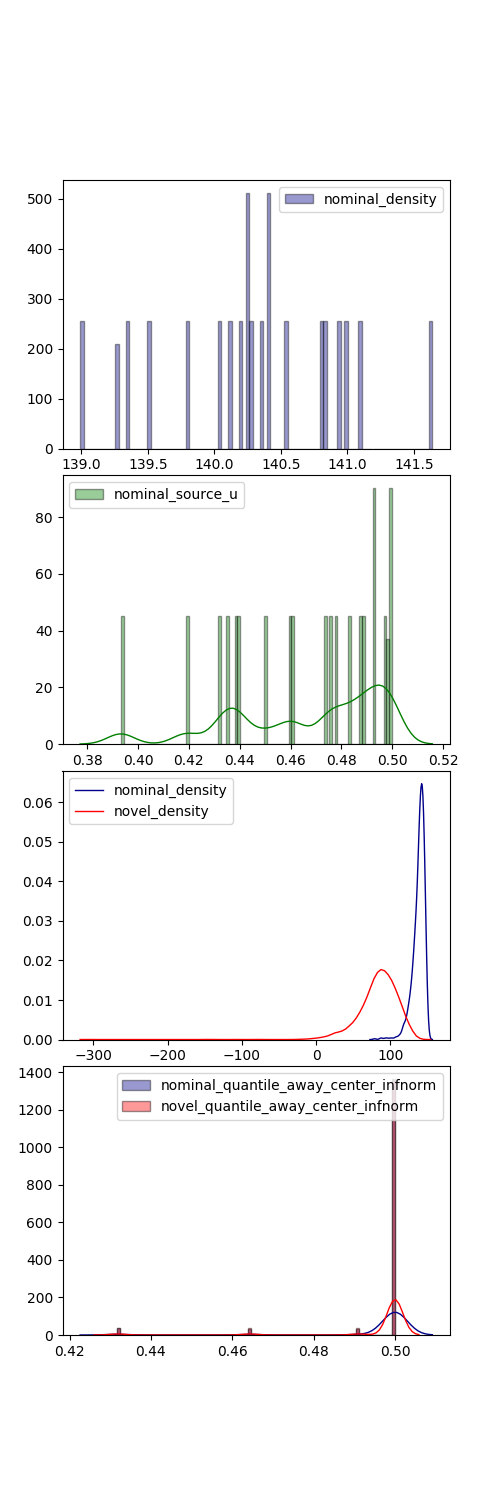 500
400
300
200
100
0
nominal_density
139.0 139.5 140.0 140.5 141.0 141.5
80
60
40
20
0
nominal_source_u
0.38 0.40 0.42 0.44 0.46 0.48 0.50 0.52
0.06
0.05
0.04
0.03
0.02
0.01
0.00
nominal_density
novel_density
−300 −200 −100 0 100
1400
1200
1000
800
600
400
200
0
nominal_quantile_away_center_infnorm
novel_quantile_away_center_infnorm
0.42 0.44 0.46 0.48 0.50